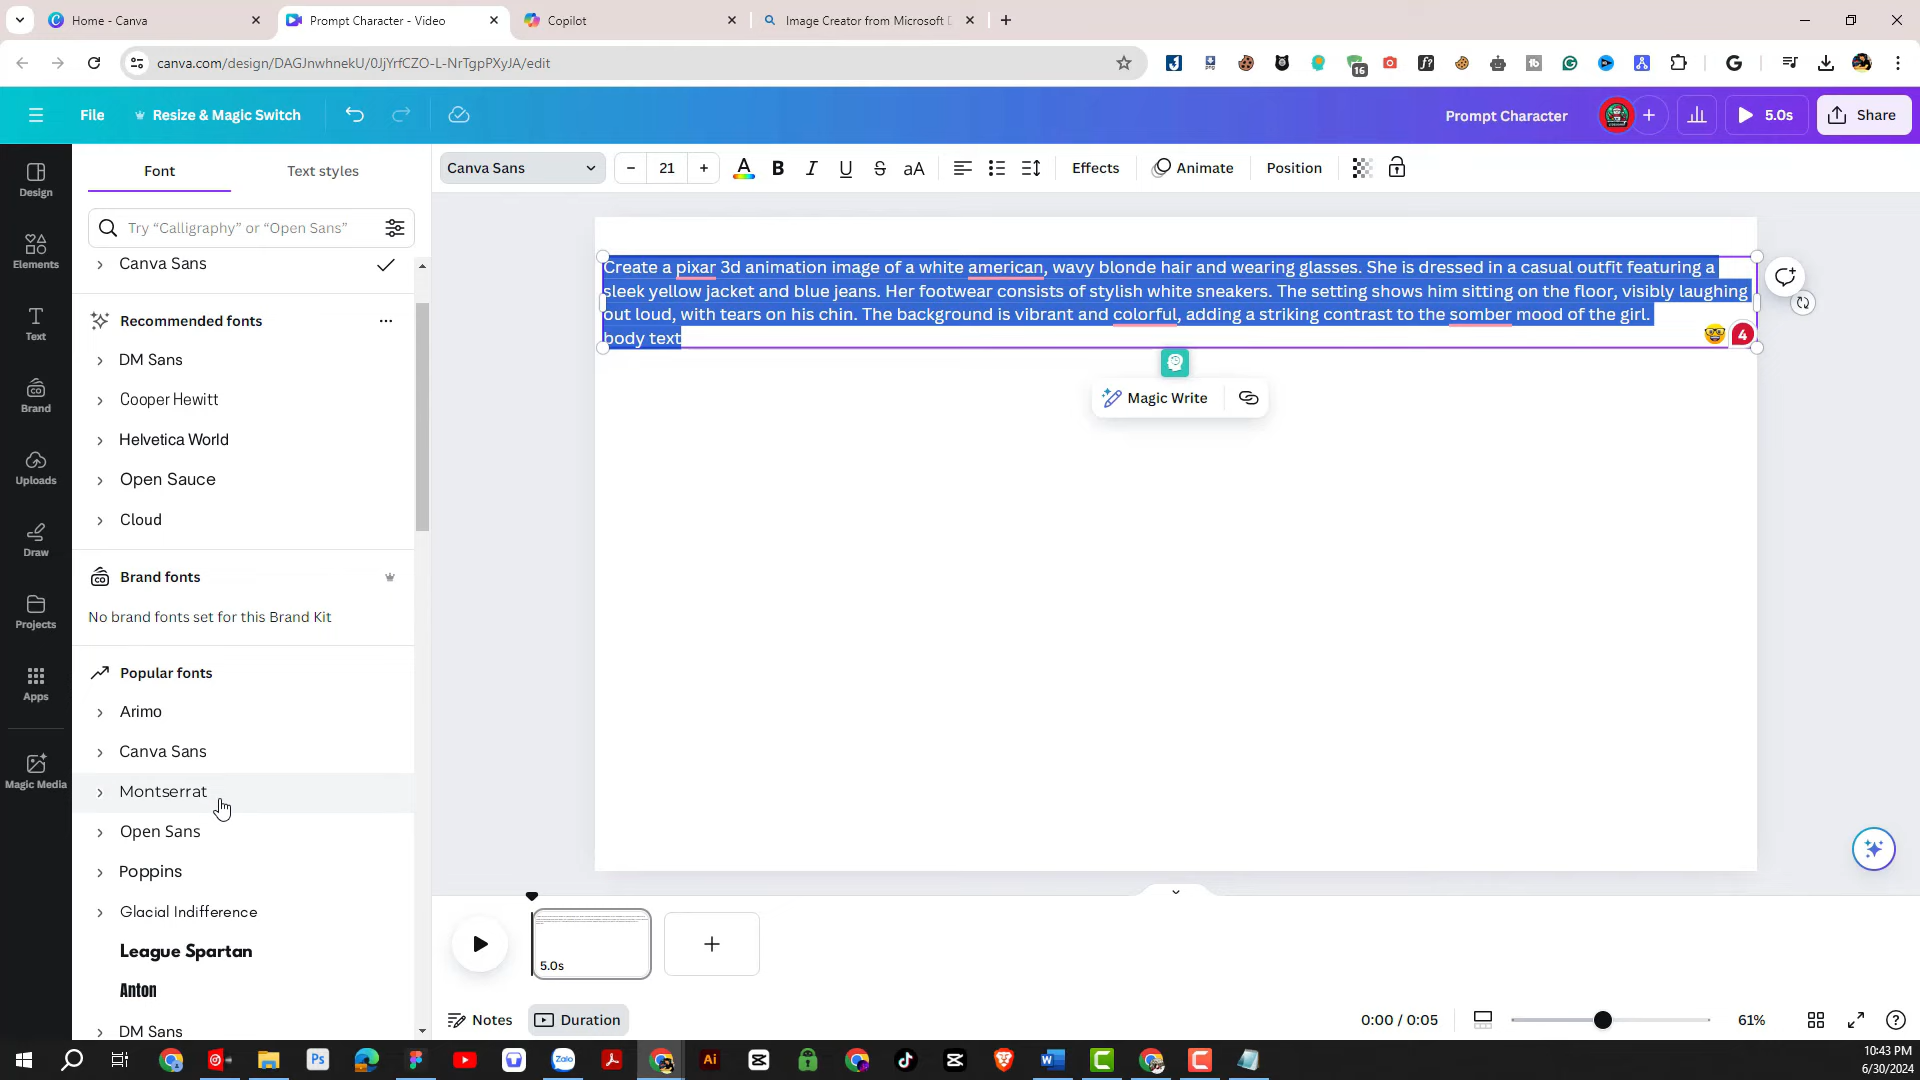 Home - Canva
Prompt Character - Video
Copilot
Image Creator from Microsoft D
canva.com/design/DAGJnwhnekU/0JjYrfCZO-L-NrTgpPXyJA/edit
16
File
Resize & Magic Switch
Prompt Character
5.0s
Share
Design
Elements
Text
Brand
Uploads
Draw
Projects
Apps
Magic Media
Font
Text styles
Try “Calligraphy” or “Open Sans”
Canva Sans
Recommended fonts
DM Sans
Cooper Hewitt
Helvetica World
Open Sauce
Cloud
Brand fonts
No brand fonts set for this Brand Kit
Popular fonts
Arimo
Canva Sans
Montserrat
Open Sans
Poppins
Glacial Indifference
League Spartan
Anton
DM Sans
Canva Sans
21
A B I U S aA
Effects
Animate
Position
Create a pixar 3d animation image of a white american, wavy blonde hair and wearing glasses. She is dressed in a casual outfit featuring a
sleek yellow jacket and blue jeans. Her footwear consists of stylish white sneakers. The setting shows him sitting on the floor, visibly laughing
out loud, with tears on his chin. The background is vibrant and colorful, adding a striking contrast to the somber mood of the girl.
body text
4
Magic Write
5.0s
Notes
Duration
0:00 / 0:05
61%
10:43 PM
6/30/2024